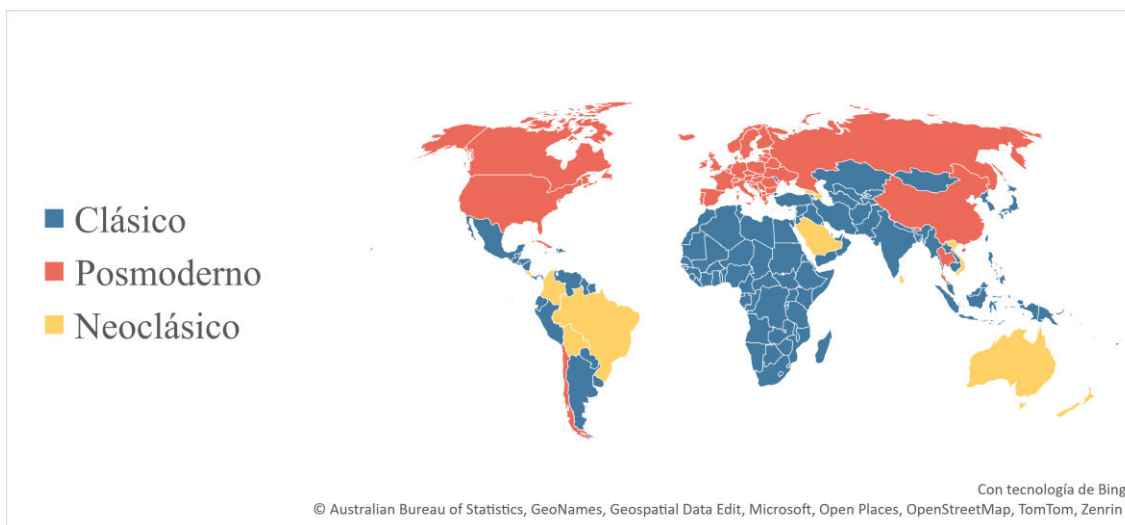 Clásico
Posmoderno
Neoclásico
Con tecnología de Bing
© Australian Bureau of Statistics, GeoNames, Geospatial Data Edit, Microsoft, Open Places, OpenStreetMap, TomTom, Zenrin